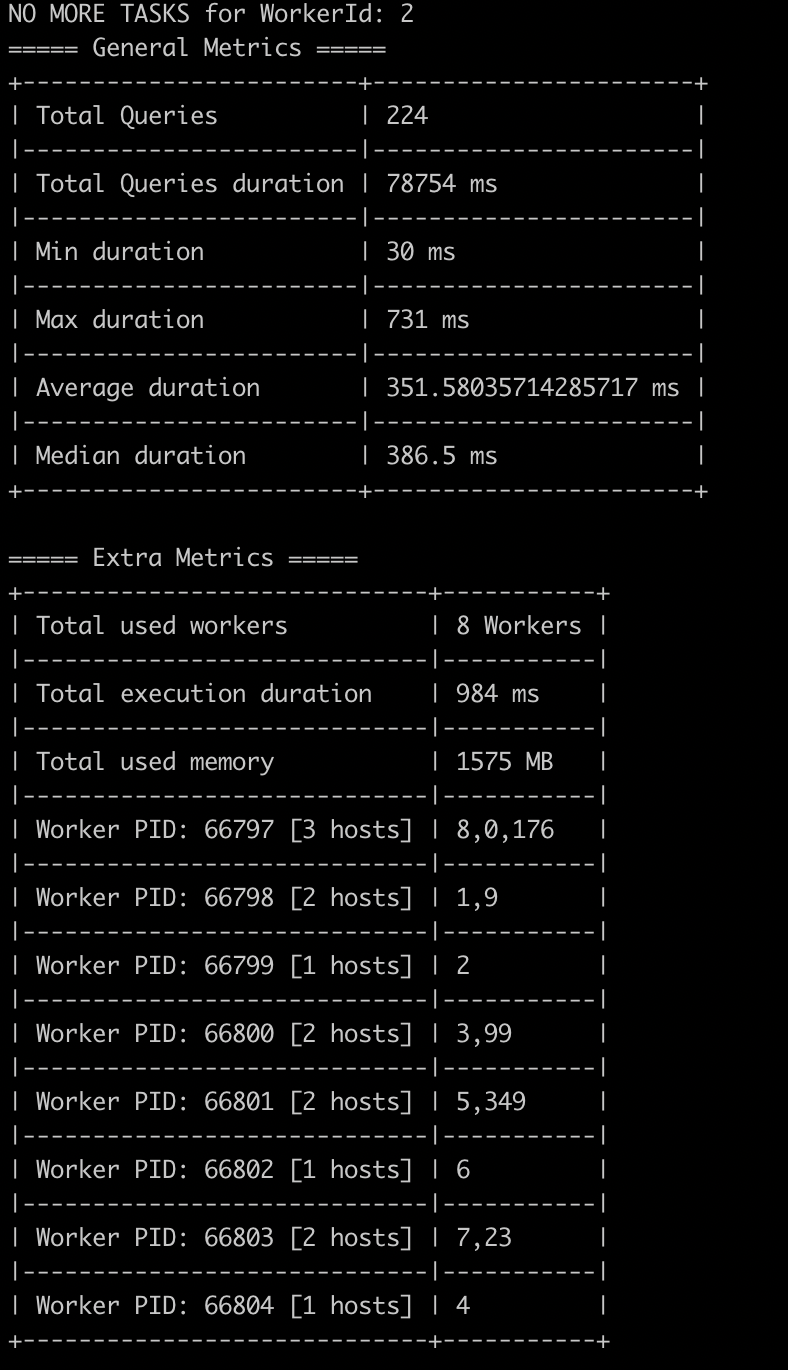 NO MORE TASKS for WorkerId: 2
===== General Metrics =====
+------------------------+-----------------------+
| Total Queries          | 224                   |
|------------------------|-----------------------|
| Total Queries duration | 78754 ms              |
|------------------------|-----------------------|
| Min duration           | 30 ms                 |
|------------------------|-----------------------|
| Max duration           | 731 ms                |
|------------------------|-----------------------|
| Average duration       | 351.58035714285717 ms |
|------------------------|-----------------------|
| Median duration        | 386.5 ms              |
+------------------------+-----------------------+

===== Extra Metrics =====
+-----------------------------+-----------+
| Total used workers          | 8 Workers |
|-----------------------------|-----------|
| Total execution duration    | 984 ms    |
|-----------------------------|-----------|
| Total used memory           | 1575 MB   |
|-----------------------------|-----------|
| Worker PID: 66797 [3 hosts] | 8,0,176   |
|-----------------------------|-----------|
| Worker PID: 66798 [2 hosts] | 1,9       |
|-----------------------------|-----------|
| Worker PID: 66799 [1 hosts] | 2         |
|-----------------------------|-----------|
| Worker PID: 66800 [2 hosts] | 3,99      |
|-----------------------------|-----------|
| Worker PID: 66801 [2 hosts] | 5,349     |
|-----------------------------|-----------|
| Worker PID: 66802 [1 hosts] | 6         |
|-----------------------------|-----------|
| Worker PID: 66803 [2 hosts] | 7,23      |
|-----------------------------|-----------|
| Worker PID: 66804 [1 hosts] | 4         |
+-----------------------------+-----------+